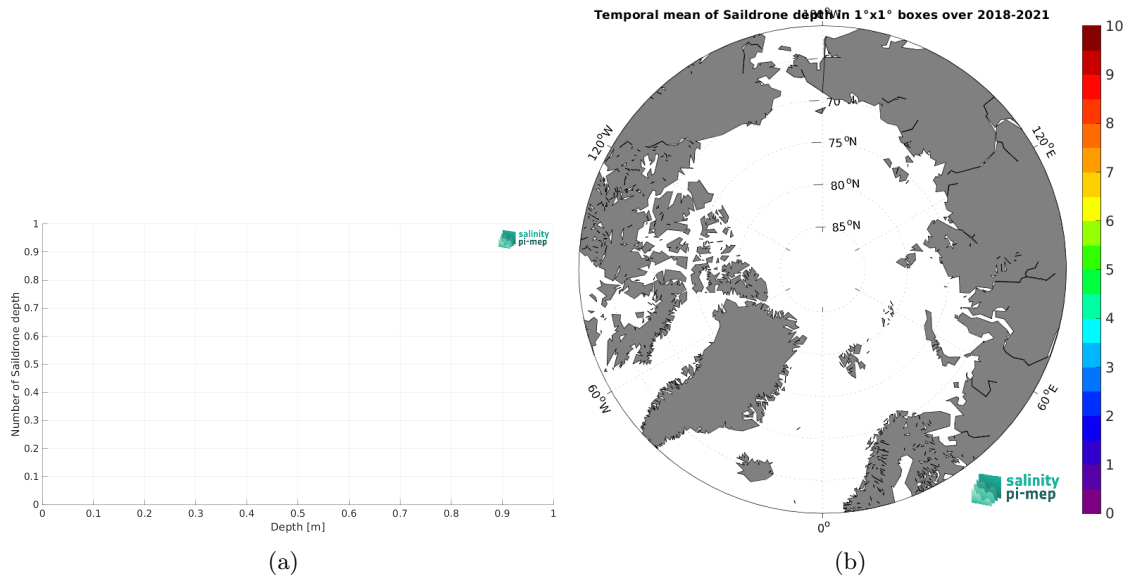 Temporal mean of Saildrone depth in 1°x1° boxes over 2018-2021
180°W
120°W
120°E
60°W
60°E
0°
75°N
80°N
85°N
10
9
8
7
6
5
4
3
2
1
0
salinity
pi-mep
Number of Saildrone depth
1
0.9
0.8
0.7
0.6
0.5
0.4
0.3
0.2
0.1
0
0 0.1 0.2 0.3 0.4 0.5 0.6 0.7 0.8 0.9 1
Depth [m]
salinity
pi-mep
(a)
(b)